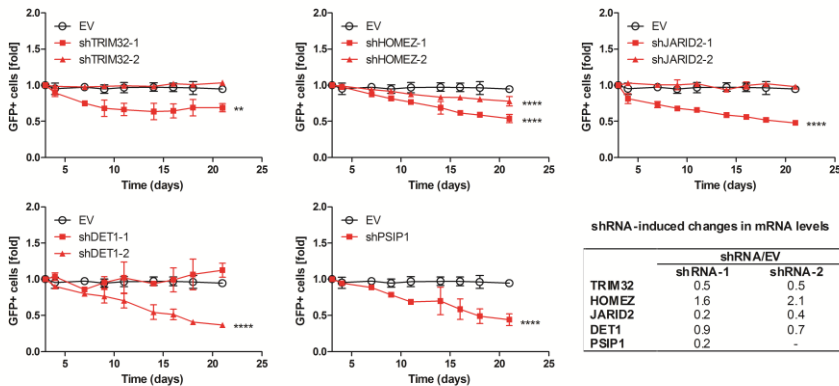 GFP+ cells [fold]
2.0
1.5
1.0
0.5
0.0
EV
shTRIM32-1
shTRIM32-2
**
5 10 15 20 25
Time (days)
GFP+ cells [fold]
2.0
1.5
1.0
0.5
0.0
EV
shHOMEZ-1
shHOMEZ-2
****
****
5 10 15 20 25
Time (days)
GFP+ cells [fold]
2.0
1.5
1.0
0.5
0.0
EV
shJARID2-1
shJARID2-2
****
5 10 15 20 25
Time (days)
GFP+ cells [fold]
2.0
1.5
1.0
0.5
0.0
EV
shDET1-1
shDET1-2
****
5 10 15 20 25
Time (days)
GFP+ cells [fold]
2.0
1.5
1.0
0.5
0.0
EV
shPSIP1
****
5 10 15 20 25
Time (days)
shRNA-induced changes in mRNA levels
shRNA/EV
shRNA-1 shRNA-2
TRIM32 0.5 0.5
HOMEZ 1.6 2.1
JARID2 0.2 0.4
DET1 0.9 0.7
PSIP1 0.2 -